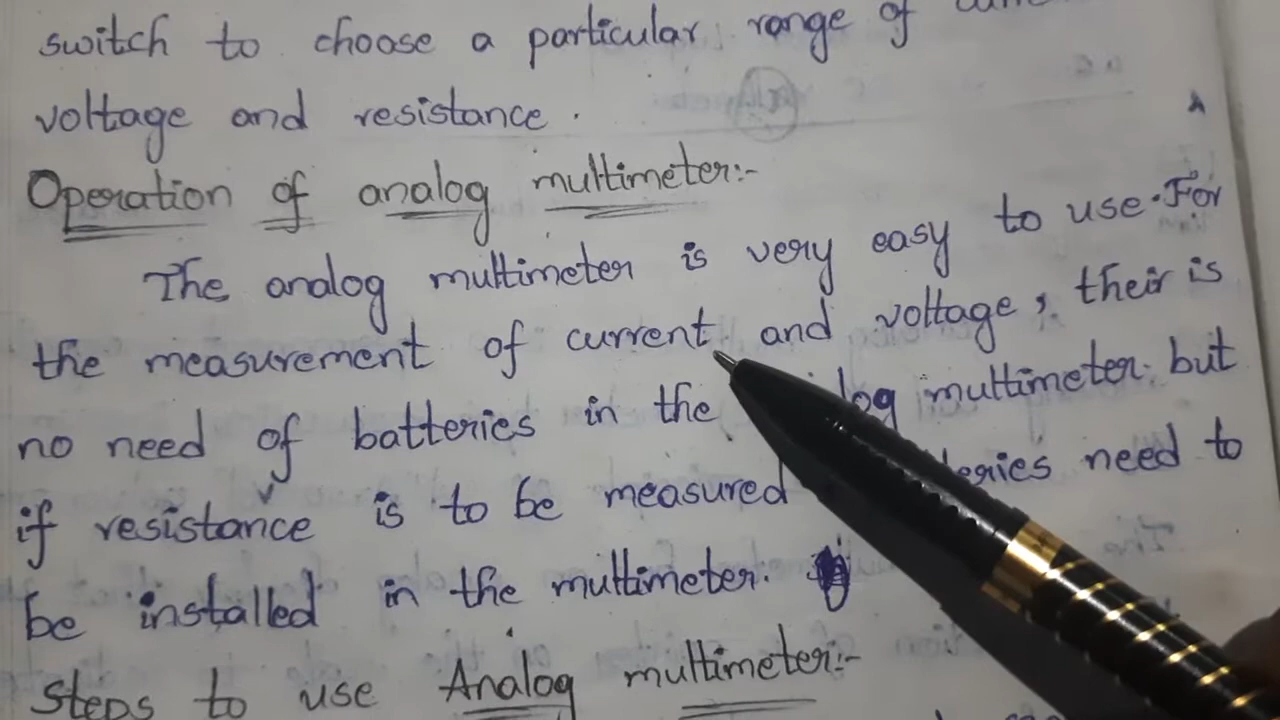 switch to choose a particular range of
voltage and resistance.
Operation of analog multimeter:-
The analog multimeter is very easy to use. For
the measurement of current and voltage, their is
no need of batteries in the multimeter but
if resistance is to be measured need to
be installed in the multimeter.
Steps to use Analog multimeter:-